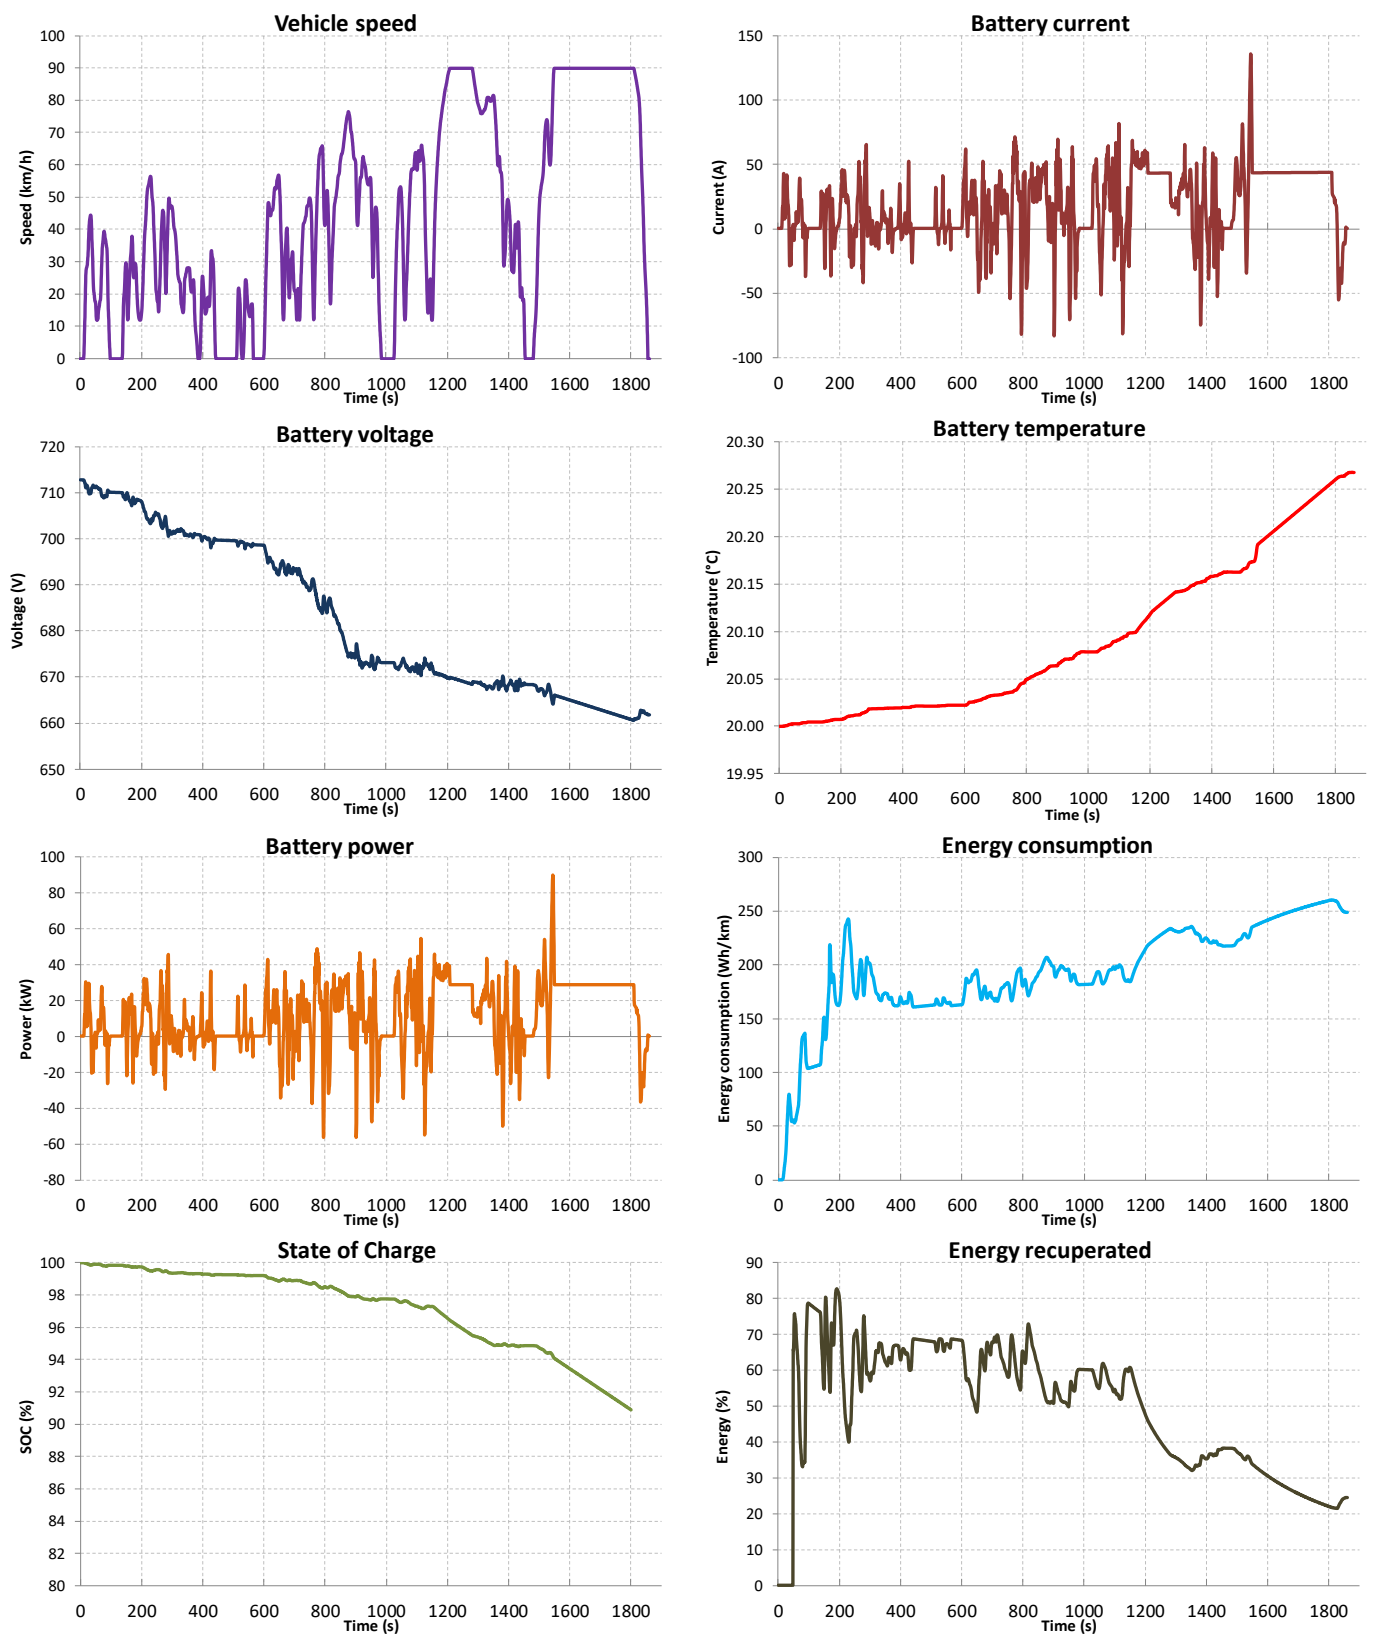 Vehicle speed
100
90
80
70
60
50
40
30
20
10
0
Speed (km/h)
0 200 400 600 800 1000 1200 1400 1600 1800
Time (s)
Battery current
150
100
50
0
-50
-100
Current (A)
0 200 400 600 800 1000 1200 1400 1600 1800
Time (s)
Battery voltage
720
710
700
690
680
670
660
650
Voltage (V)
0 200 400 600 800 1000 1200 1400 1600 1800
Time (s)
Battery temperature
20.30
20.25
20.20
20.15
20.10
20.05
20.00
19.95
Temperature (°C)
0 200 400 600 800 1000 1200 1400 1600 1800
Time (s)
Battery power
100
80
60
40
20
0
-20
-40
-60
-80
Power (kW)
0 200 400 600 800 1000 1200 1400 1600 1800
Time (s)
Energy consumption
300
250
200
150
100
50
0
Energy consumption (Wh/km)
0 200 400 600 800 1000 1200 1400 1600 1800
Time (s)
State of Charge
100
98
96
94
92
90
88
86
84
82
80
SOC (%)
0 200 400 600 800 1000 1200 1400 1600 1800
Time (s)
Energy recuperated
90
80
70
60
50
40
30
20
10
0
Energy (%)
0 200 400 600 800 1000 1200 1400 1600 1800
Time (s)